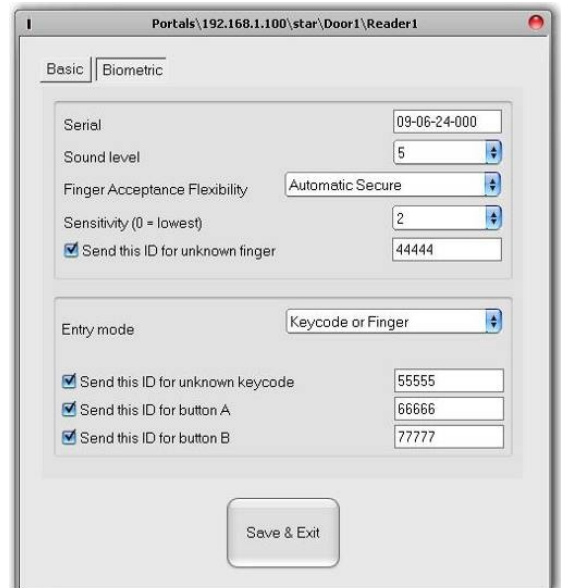 Portals\192.168.1.100\star\Door1\Reader1
Basic Biometric
Serial 09-06-24-000
Sound level 5
Finger Acceptance Flexibility Automatic Secure
Sensitivity (0 = lowest) 2
Send this ID for unknown finger 44444
Entry mode Keycode or Finger
Send this ID for unknown keycode 55555
Send this ID for button A 66666
Send this ID for button B 77777
Save & Exit